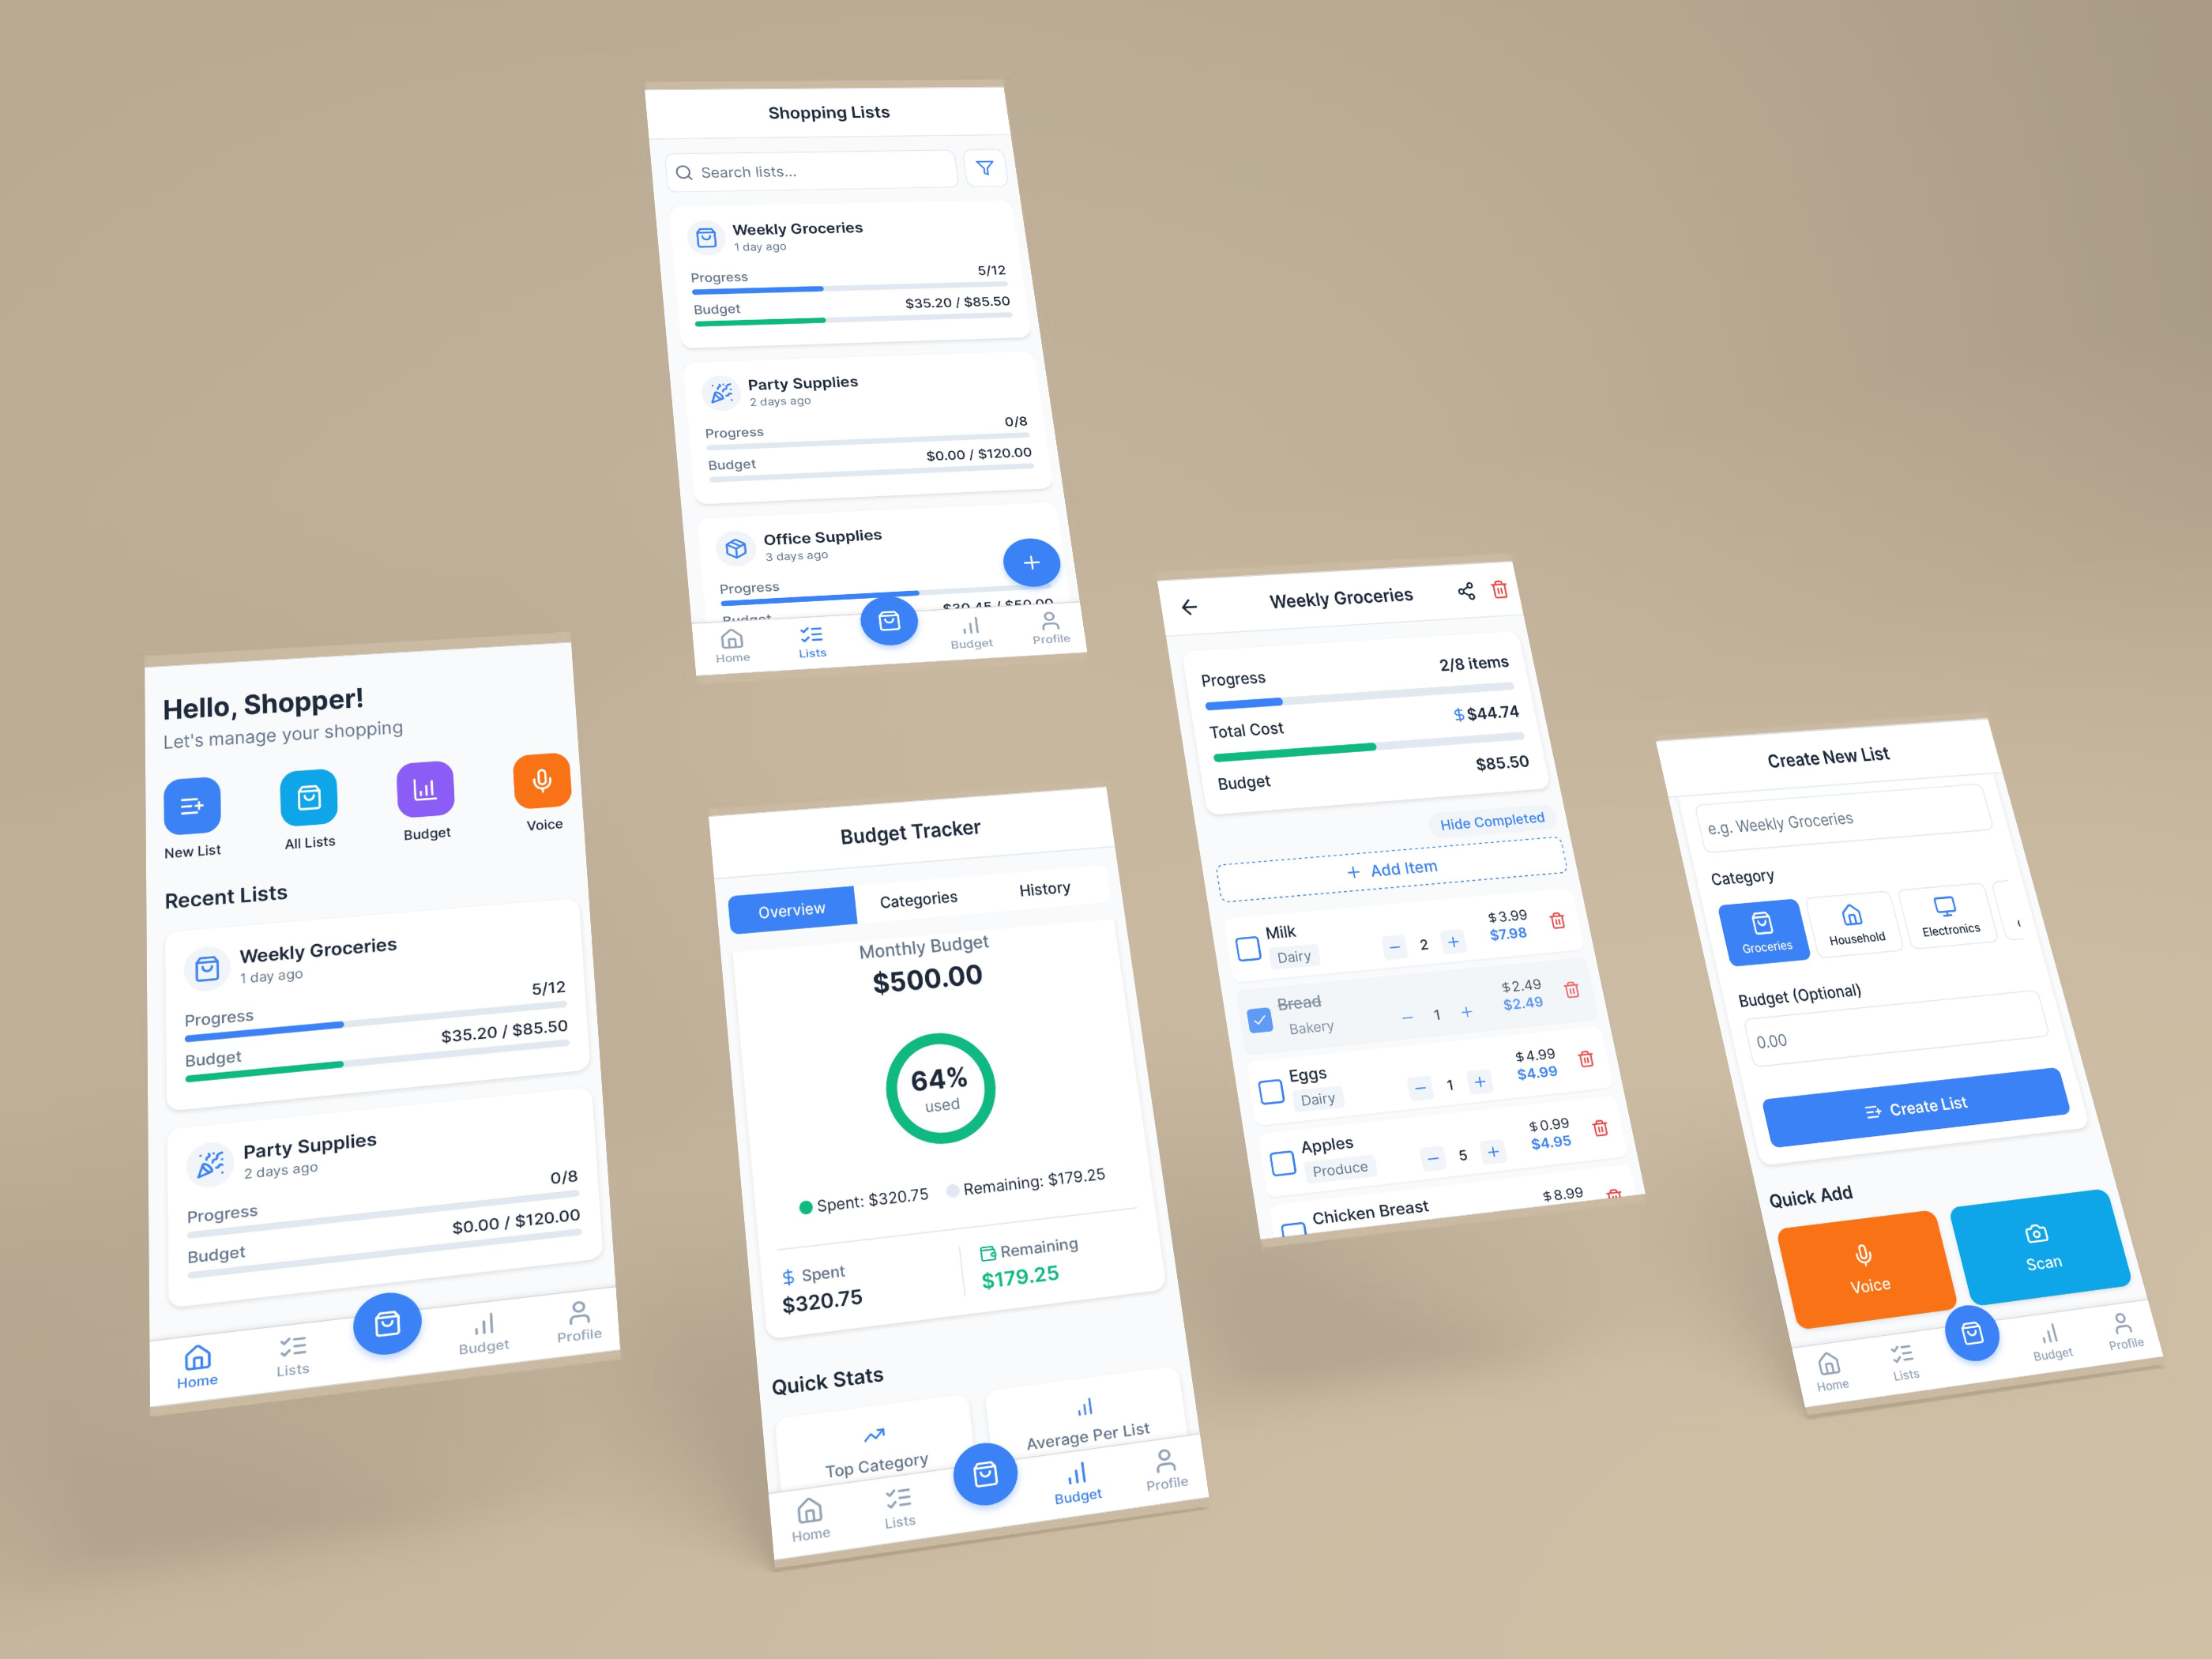 Shopping Lists
Search lists...
Weekly Groceries
1 day ago
Progress 5/12
Budget $35.20 / $85.50
Party Supplies
2 days ago
Progress 0/8
Budget $0.00 / $120.00
Office Supplies
3 days ago
Progress
Budget $30.45 / $50.00
Home Lists Budget Profile
Hello, Shopper!
Let's manage your shopping
New List All Lists Budget Voice
Recent Lists
Weekly Groceries
1 day ago
Progress 5/12
Budget $35.20 / $85.50
Party Supplies
2 days ago
Progress 0/8
Budget $0.00 / $120.00
Home Lists Budget Profile
Budget Tracker
Overview Categories History
Monthly Budget
$500.00
64%
used
Spent: $320.75 Remaining: $179.25
$ Spent Remaining
$320.75 $179.25
Quick Stats
Top Category Average Per List
Home Lists Budget Profile
Weekly Groceries
Progress 2/8 items
Total Cost $ $44.74
Budget $85.50
Hide Completed
+ Add Item
Milk $3.99
Dairy − 2 + $7.98
Bread $2.49
Bakery − 1 + $2.49
Eggs $4.99
Dairy − 1 + $4.99
Apples $0.99
Produce − 5 + $4.95
Chicken Breast $8.99
Create New List
e.g. Weekly Groceries
Category
Groceries Household Electronics
Budget (Optional)
0.00
Create List
Quick Add
Voice Scan
Home Lists Budget Profile